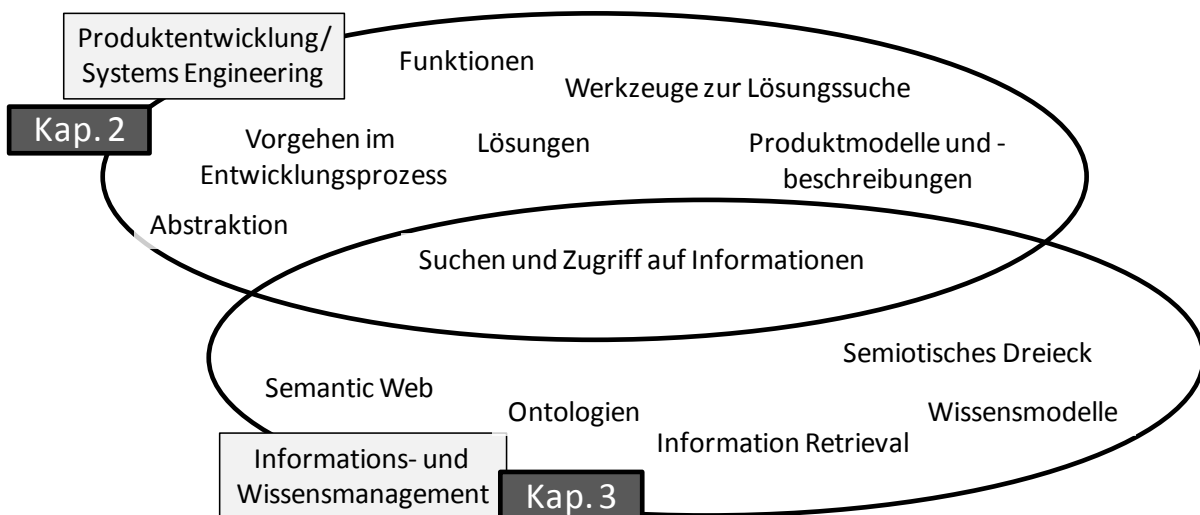 Produktentwicklung/
Systems Engineering
Kap. 2
Funktionen
Werkzeuge zur Lösungssuche
Vorgehen im
Entwicklungsprozess
Lösungen
Produktmodelle und -
beschreibungen
Abstraktion
Suchen und Zugriff auf Informationen
Semiotisches Dreieck
Semantic Web
Ontologien
Wissensmodelle
Information Retrieval
Informations- und
Wissensmanagement
Kap. 3